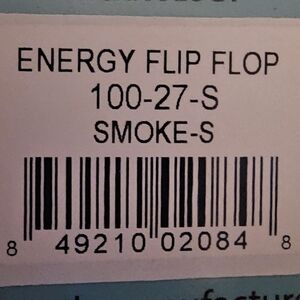 ENERGY FLIP FLOP
100-27-S
SMOKE-S
8 49210 02084 8